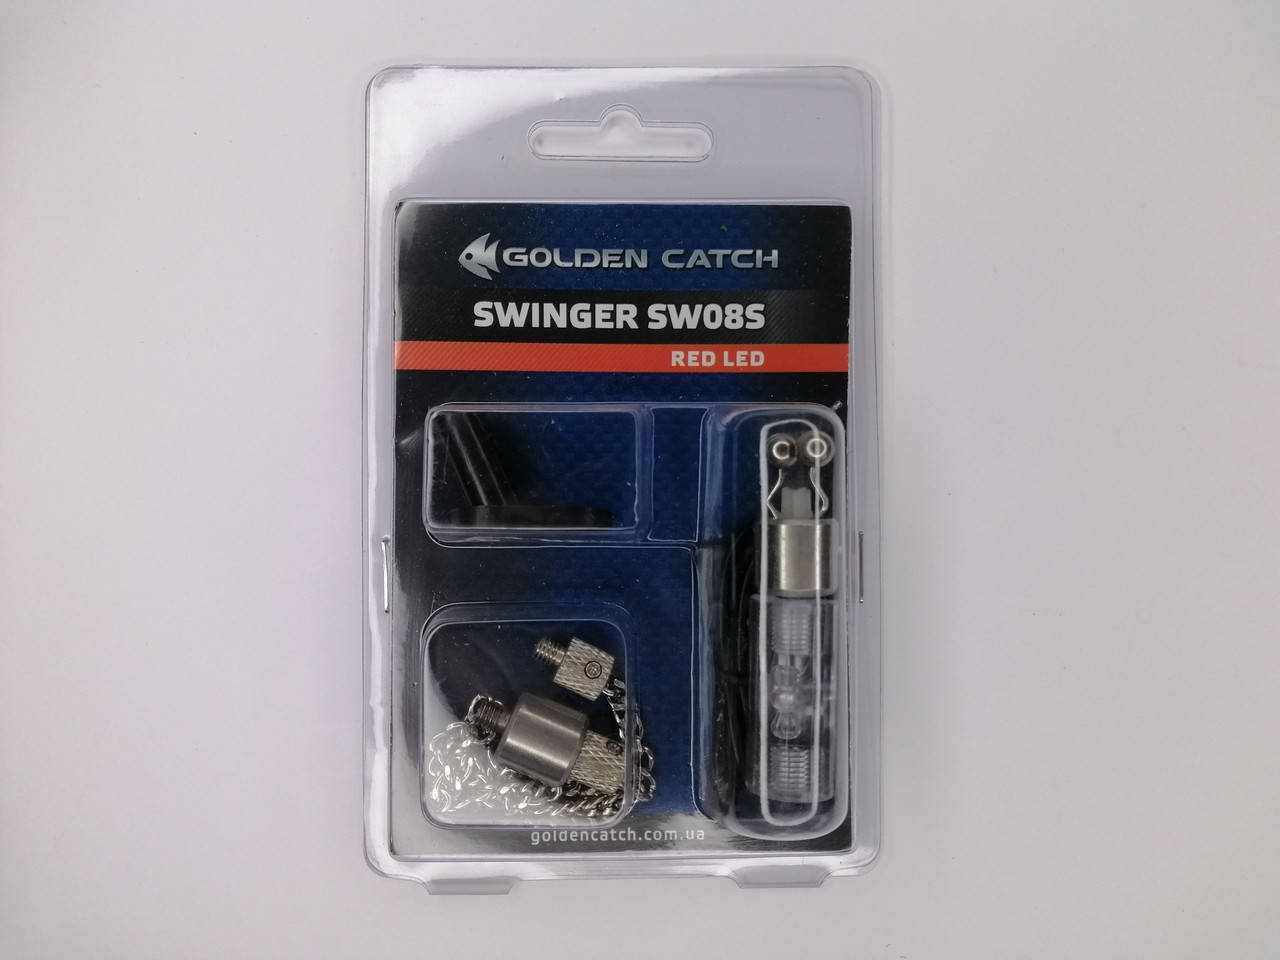 GOLDEN CATCH
SWINGER SW08S
RED LED
goldencatch.com.ua